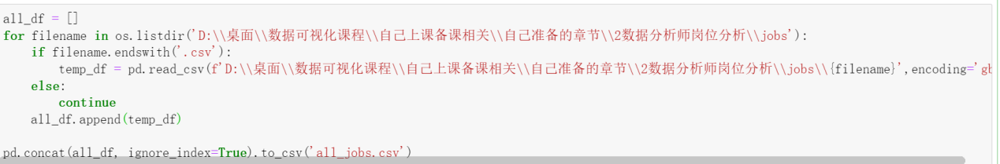 all_df = []
for filename in os.listdir('D:\\桌面\\数据可视化课程\\自己上课备课相关\\自己准备的章节\\2数据分析师岗位分析\\jobs'):
    if filename.endswith('.csv'):
        temp_df = pd.read_csv(f'D:\\桌面\\数据可视化课程\\自己上课备课相关\\自己准备的章节\\2数据分析师岗位分析\\jobs\\{filename}',encoding='gb
    else:
        continue
    all_df.append(temp_df)
pd.concat(all_df, ignore_index=True).to_csv('all_jobs.csv')